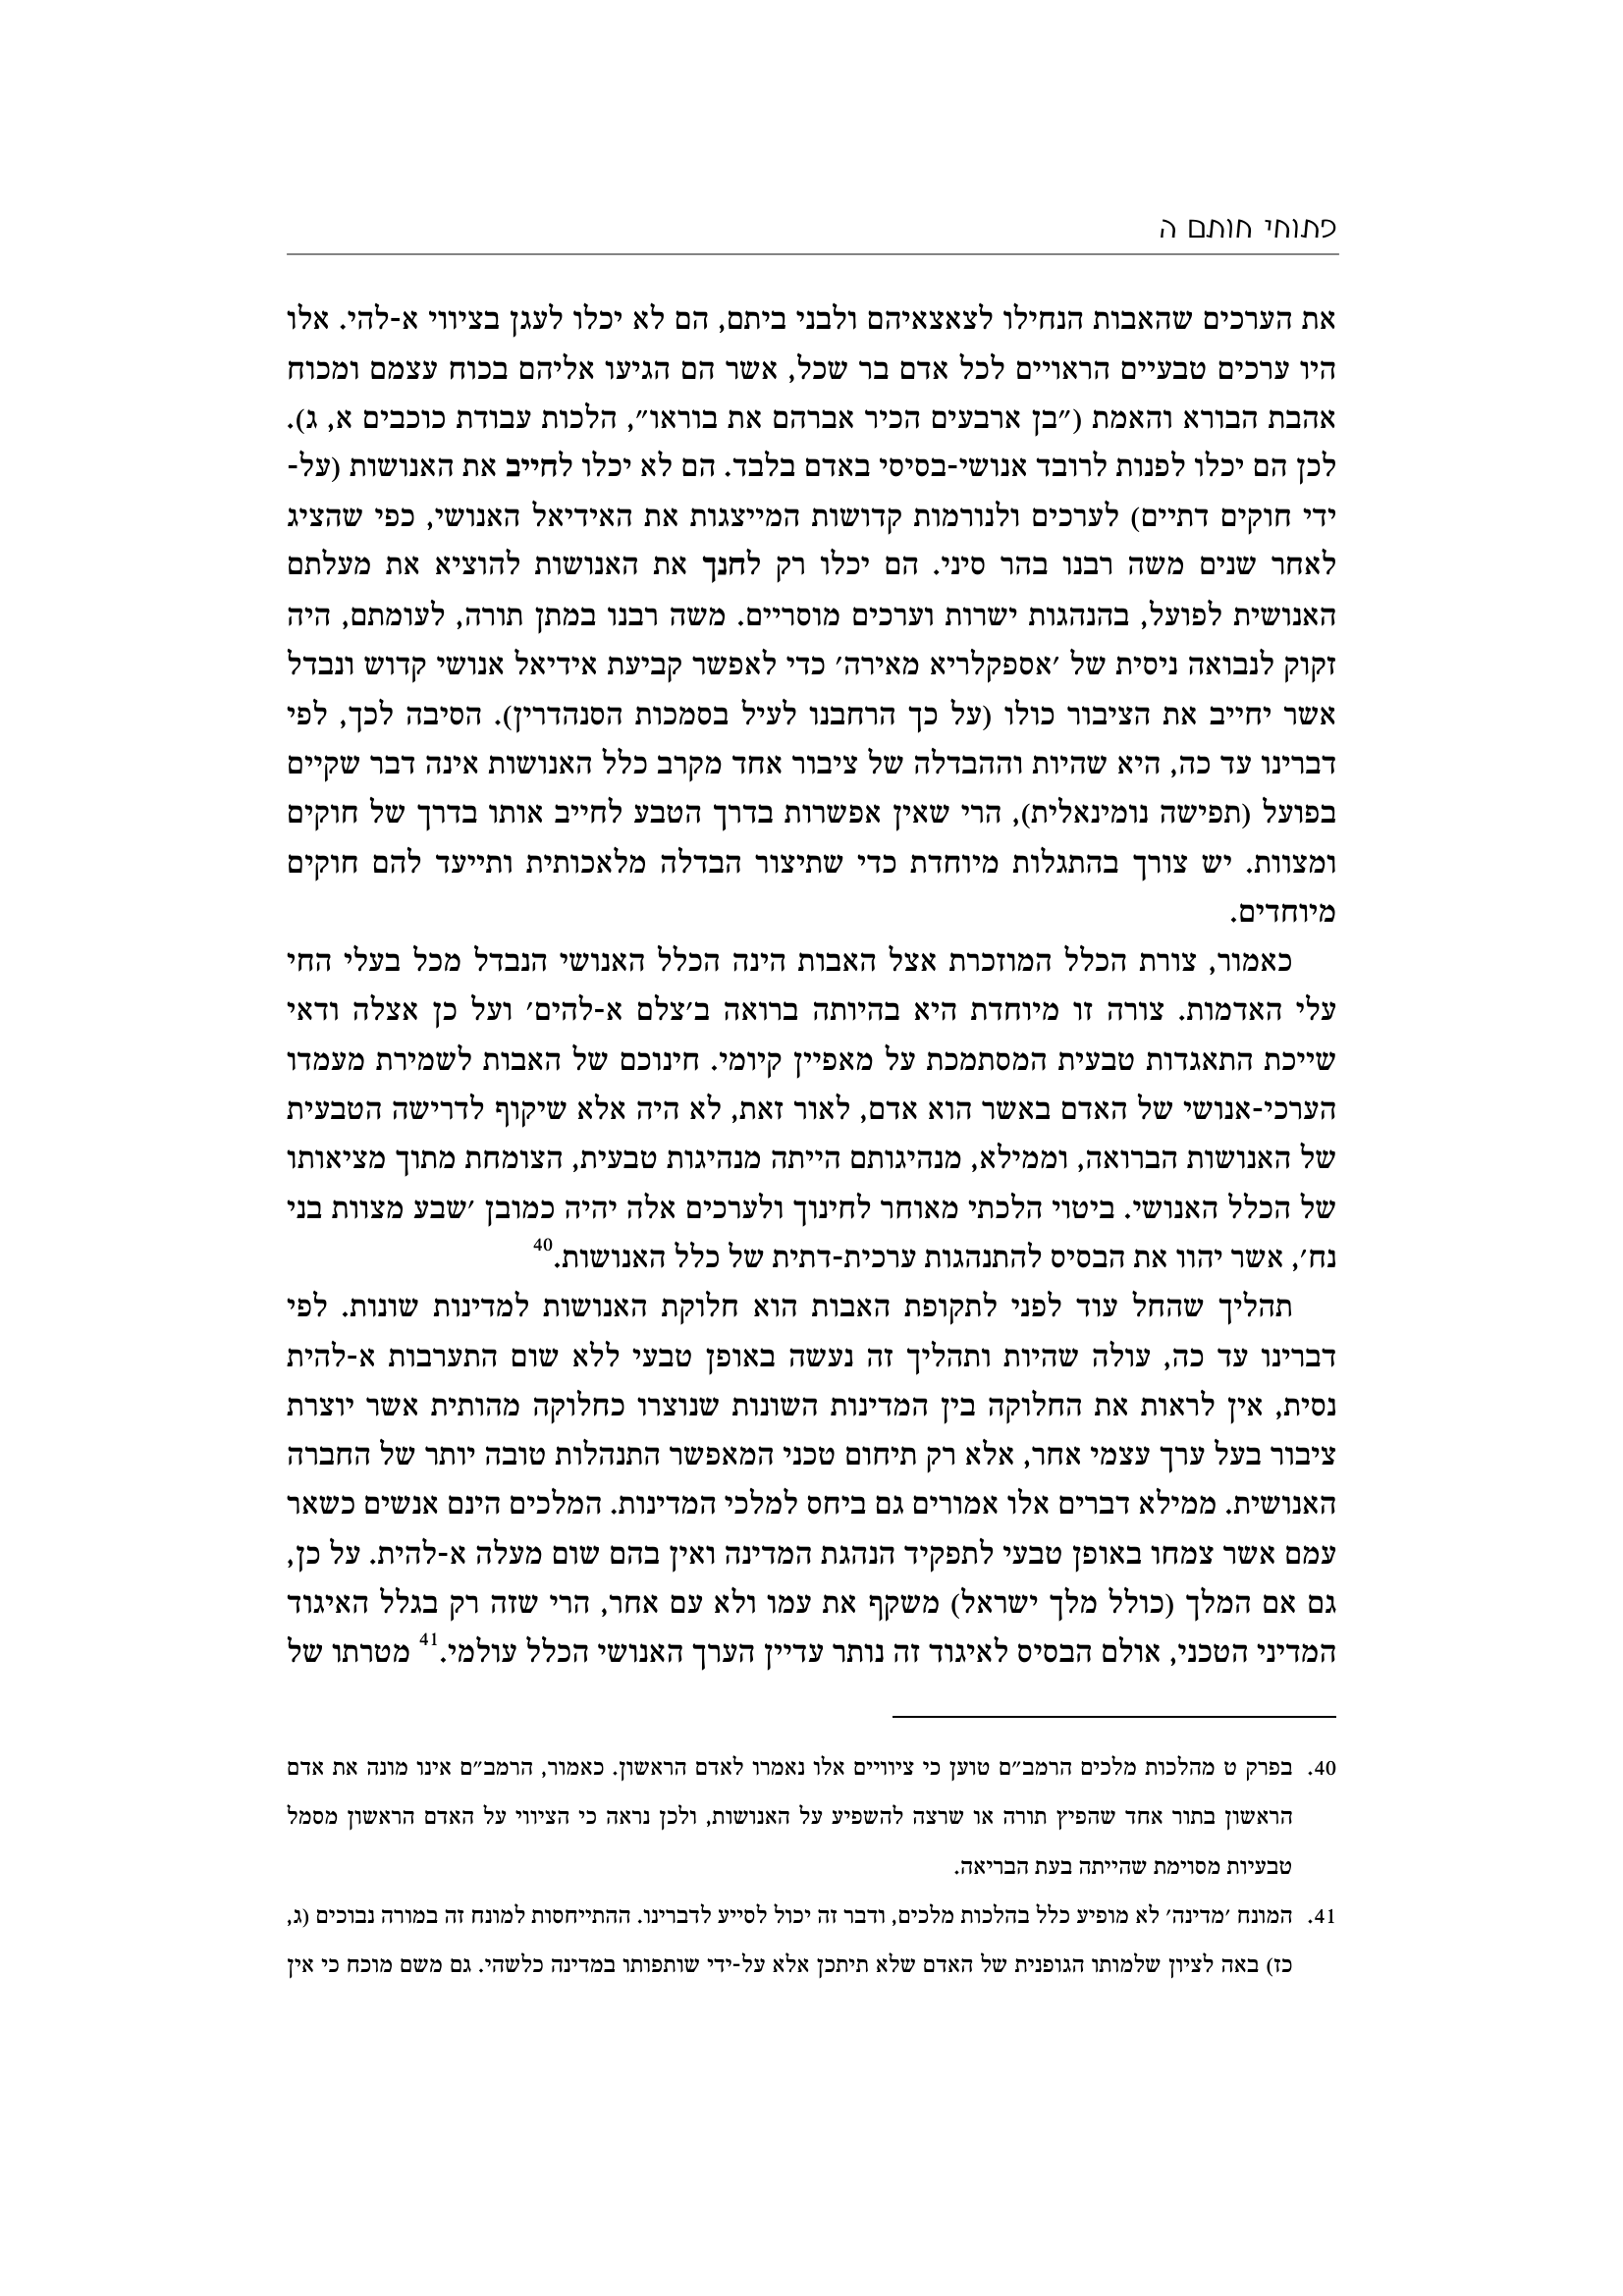 פתוחי חותם ה
את הערכים שהאבות הנחילו לצאצאיהם ולבני ביתם, הם לא יכלו לעגן בציווי א-להי. אלו
היו ערכים טבעיים הראויים לכל אדם בר שכל, אשר הם הגיעו אליהם בכוח עצמם ומכוח
אהבת הבורא והאמת (״בן ארבעים הכיר אברהם את בוראו״, הלכות עבודת כוכבים א, ג).
לכן הם יכלו לפנות לרובד אנושי-בסיסי באדם בלבד. הם לא יכלו לחייב את האנושות (על-
ידי חוקים דתיים) לערכים ולנורמות קדושות המייצגות את האידיאל האנושי, כפי שהציג
לאחר שנים משה רבנו בהר סיני. הם יכלו רק לחנך את האנושות להוציא את מעלתם
האנושית לפועל, בהנהגות ישרות וערכים מוסריים. משה רבנו במתן תורה, לעומתם, היה
זקוק לנבואה ניסית של ׳אספקלריא מאירה׳ כדי לאפשר קביעת אידיאל אנושי קדוש ונבדל
אשר יחייב את הציבור כולו (על כך הרחבנו לעיל בסמכות הסנהדרין). הסיבה לכך, לפי
דברינו עד כה, היא שהיות וההבדלה של ציבור אחד מקרב כלל האנושות אינה דבר שקיים
בפועל (תפישה נומינאלית), הרי שאין אפשרות בדרך הטבע לחייב אותו בדרך של חוקים
ומצוות. יש צורך בהתגלות מיוחדת כדי שתיצור הבדלה מלאכותית ותייעד להם חוקים
מיוחדים.
כאמור, צורת הכלל המוזכרת אצל האבות הינה הכלל האנושי הנבדל מכל בעלי החי
עלי האדמות. צורה זו מיוחדת היא בהיותה ברואה ב׳צלם א-להים׳ ועל כן אצלה ודאי
שייכת התאגדות טבעית המסתמכת על מאפיין קיומי. חינוכם של האבות לשמירת מעמדו
הערכי-אנושי של האדם באשר הוא אדם, לאור זאת, לא היה אלא שיקוף לדרישה הטבעית
של האנושות הברואה, וממילא, מנהיגותם הייתה מנהיגות טבעית, הצומחת מתוך מציאותו
של הכלל האנושי. ביטוי הלכתי מאוחר לחינוך ולערכים אלה יהיה כמובן ׳שבע מצוות בני
נח׳, אשר יהוו את הבסיס להתנהגות ערכית-דתית של כלל האנושות.40
תהליך שהחל עוד לפני לתקופת האבות הוא חלוקת האנושות למדינות שונות. לפי
דברינו עד כה, עולה שהיות ותהליך זה נעשה באופן טבעי ללא שום התערבות א-להית
נסית, אין לראות את החלוקה בין המדינות השונות שנוצרו כחלוקה מהותית אשר יוצרת
ציבור בעל ערך עצמי אחר, אלא רק תיחום טכני המאפשר התנהלות טובה יותר של החברה
האנושית. ממילא דברים אלו אמורים גם ביחס למלכי המדינות. המלכים הינם אנשים כשאר
עמם אשר צמחו באופן טבעי לתפקיד הנהגת המדינה ואין בהם שום מעלה א-להית. על כן,
גם אם המלך (כולל מלך ישראל) משקף את עמו ולא עם אחר, הרי שזה רק בגלל האיגוד
המדיני הטכני, אולם הבסיס לאיגוד זה נותר עדיין הערך האנושי הכלל עולמי.41 מטרתו של
40. בפרק ט מהלכות מלכים הרמב״ם טוען כי ציוויים אלו נאמרו לאדם הראשון. כאמור, הרמב״ם אינו מונה את אדם
הראשון בתור אחד שהפיץ תורה או שרצה להשפיע על האנושות, ולכן נראה כי הציווי על האדם הראשון מסמל
טבעיות מסוימת שהייתה בעת הבריאה.
41. המונח ׳מדינה׳ לא מופיע כלל בהלכות מלכים, ודבר זה יכול לסייע לדברינו. ההתייחסות למונח זה במורה נבוכים (ג,
כז) באה לציון שלמותו הגופנית של האדם שלא תיתכן אלא על-ידי שותפותו במדינה כלשהי. גם משם מוכח כי אין